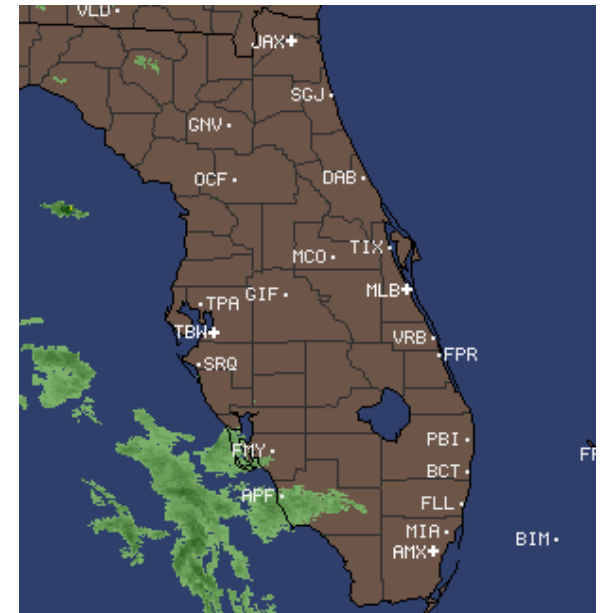 VLD
JAX
SGJ
GNV
OCF
DAB
TIX
MCO
GIF
MLB
TPA
TBW
VRB
FPR
SRQ
PBI
FMY
FP
BCT
APF
FLL
MIA
BIM
AMX